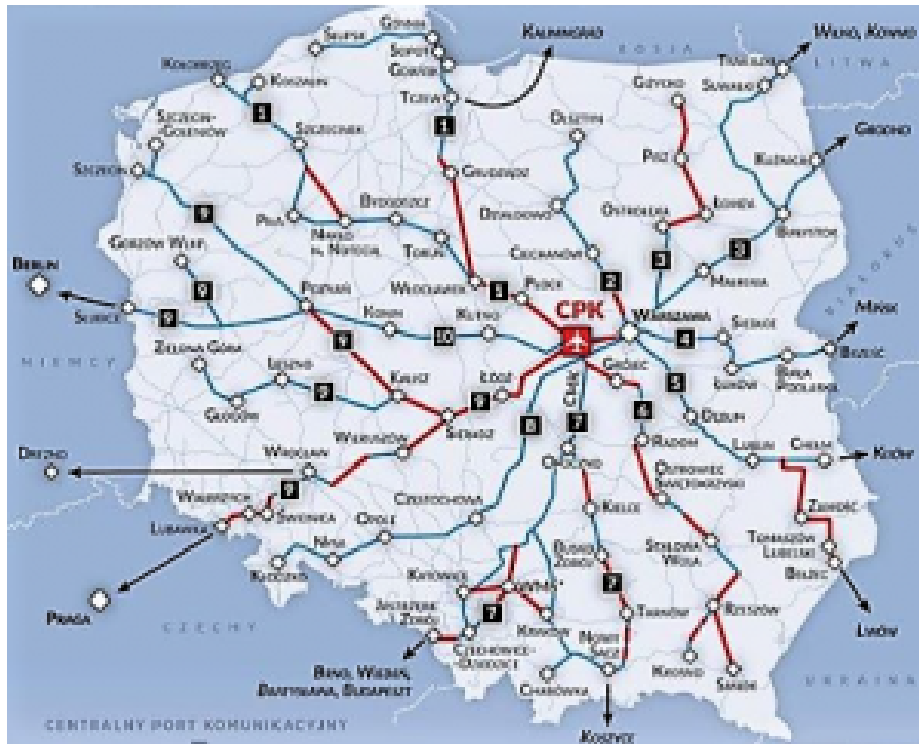 GDYNIA
SŁUPSK
SOPOT
GDAŃSK
KALININGRAD
ROSJA
WILNO, KOWNO
TRAKISZKI
LITWA
SUWAŁKI
KOŁOBRZEG
KOSZALIN
TCZEW
GIŻYCKO
OLSZTYN
SZCZECIN-
GOLENIÓW
SZCZECINEK
GRODNO
KUŹNICA
PISZ
SZCZECIN
GRUDZIĄDZ
ŁOMŻA
OSTROŁĘKA
DZIAŁDOWO
BYDGOSZCZ
PIŁA
NAKŁO
N. NOTECIĄ
TORUŃ
BIAŁYSTOK
GORZÓW WLKP.
CIECHANÓW
MAŁKINIA
BIAŁORUŚ
BERLIN
WŁOCŁAWEK
PŁOCK
POZNAŃ
KONIN
KUTNO
CPK
WARSZAWA
SIEDLCE
MIŃSK
BRZEŚĆ
SŁUBICE
NIEMCY
ZIELONA GÓRA
LESZNO
GŁOGÓW
KALISZ
ŁÓDŹ
GRÓJEC
ŁUKÓW
BIAŁA
PODLASKA
DĘBLIN
SIERADZ
WIERUSZÓW
RADOM
LUBLIN
CHEŁM
KIJÓW
DREZNO
WROCŁAW
OPOCZNO
OSTROWIEC
ŚWIĘTOKRZYSKI
WAŁBRZYCH
ŚWIDNICA
LUBAWKA
CZĘSTOCHOWA
KIELCE
ZAMOŚĆ
OPOLE
NYSA
KŁODZKO
BUSKO
ZDRÓJ
STALOWA
WOLA
TOMASZÓW
LUBELSKI
BEŁŻEC
KATOWICE
PRAGA
JASTRZĘBIE
ZDRÓJ
CZECHOWICE-
DZIEDZICE
KRAKÓW
TARNÓW
RZESZÓW
NOWY
SĄCZ
LWÓW
CZECHY
BRNO, WIEDEŃ,
BRATYSŁAWA, BUDAPESZT
CHABÓWKA
KROSNO
SANOK
UKRAINA
CENTRALNY PORT KOMUNIKACYJNY
KOSZYCE